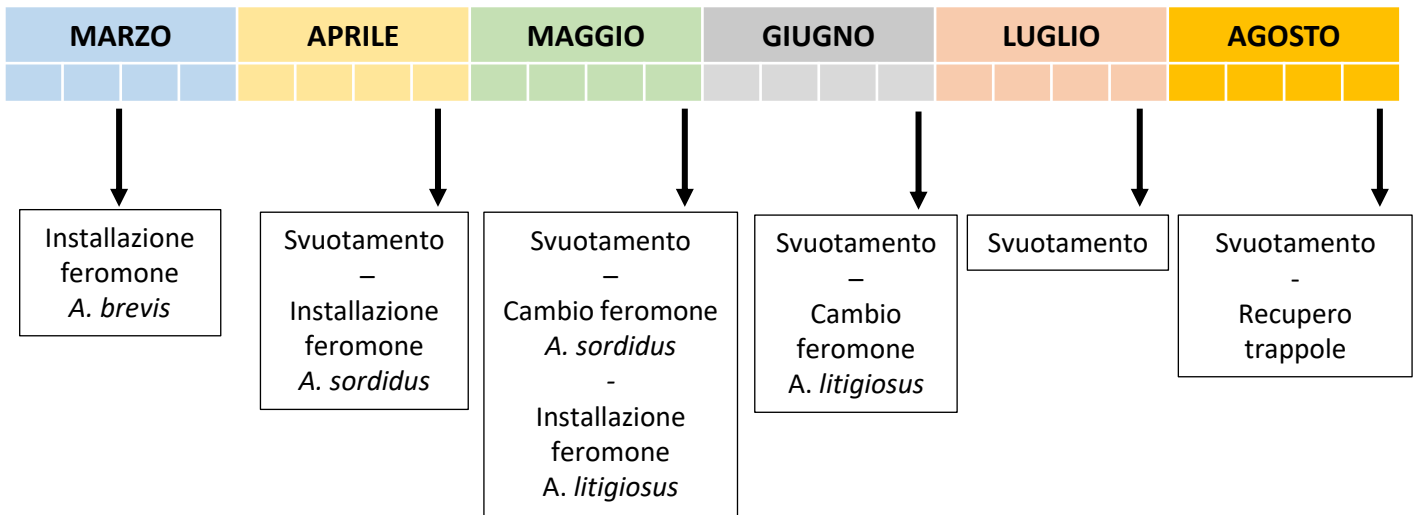 MARZO
APRILE
MAGGIO
GIUGNO
LUGLIO
AGOSTO
Installazione
feromone
A. brevis
Svuotamento
–
Installazione
feromone
A. sordidus
Svuotamento
–
Cambio feromone
A. sordidus
-
Installazione
feromone
A. litigiosus
Svuotamento
–
Cambio
feromone
A. litigiosus
Svuotamento
Svuotamento
-
Recupero
trappole